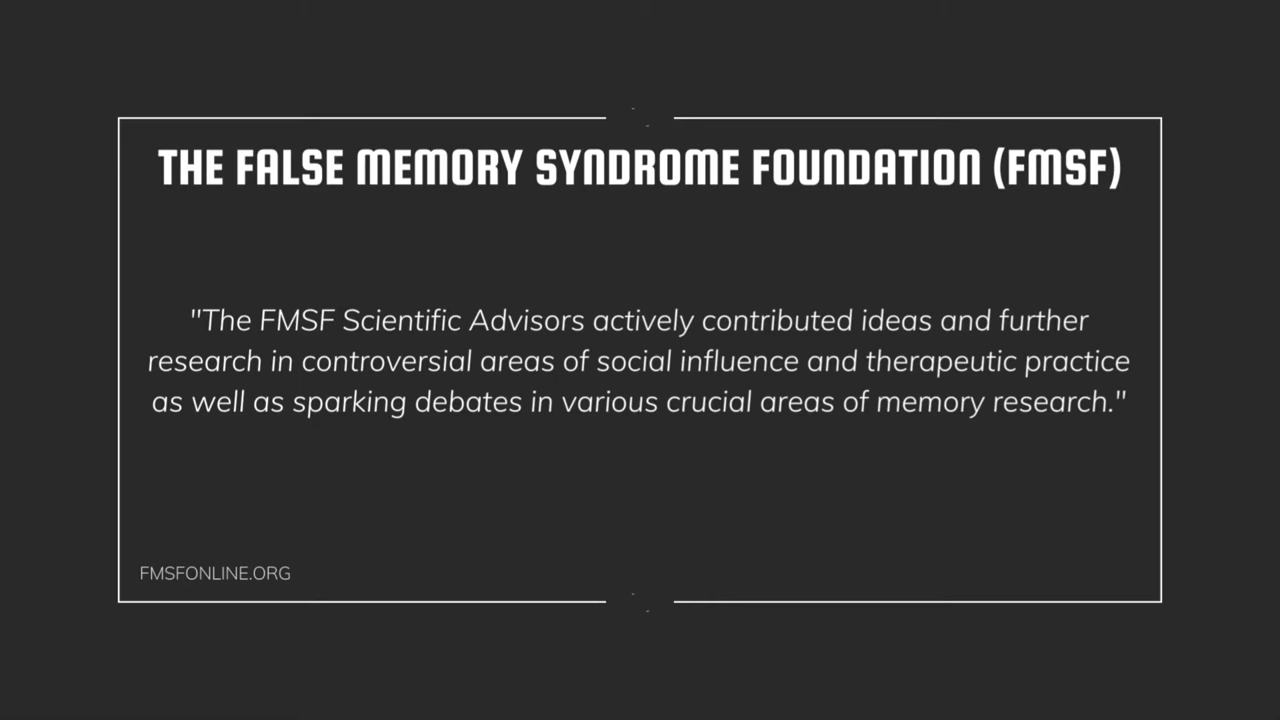 THE FALSE MEMORY SYNDROME FOUNDATION (FMSF)
"The FMSF Scientific Advisors actively contributed ideas and further
research in controversial areas of social influence and therapeutic practice
as well as sparking debates in various crucial areas of memory research."
FMSFONLINE.ORG